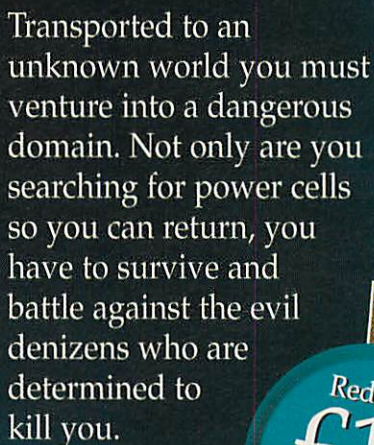 Transported to an
unknown world you must
venture into a dangerous
domain. Not only are you
searching for power cells
so you can return, you
have to survive and
battle against the evil
denizens who are
determined to
kill you.